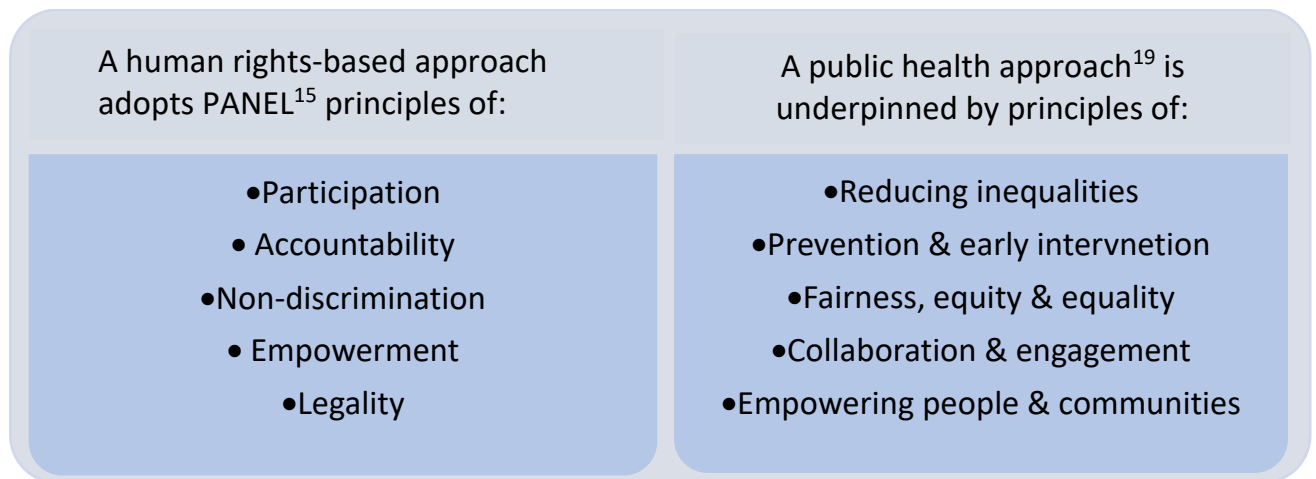 A human rights-based approach
adopts PANEL15 principles of:
•Participation
• Accountability
•Non-discrimination
• Empowerment
•Legality
A public health approach19 is
underpinned by principles of:
•Reducing inequalities
•Prevention & early intervnetion
•Fairness, equity & equality
•Collaboration & engagement
•Empowering people & communities